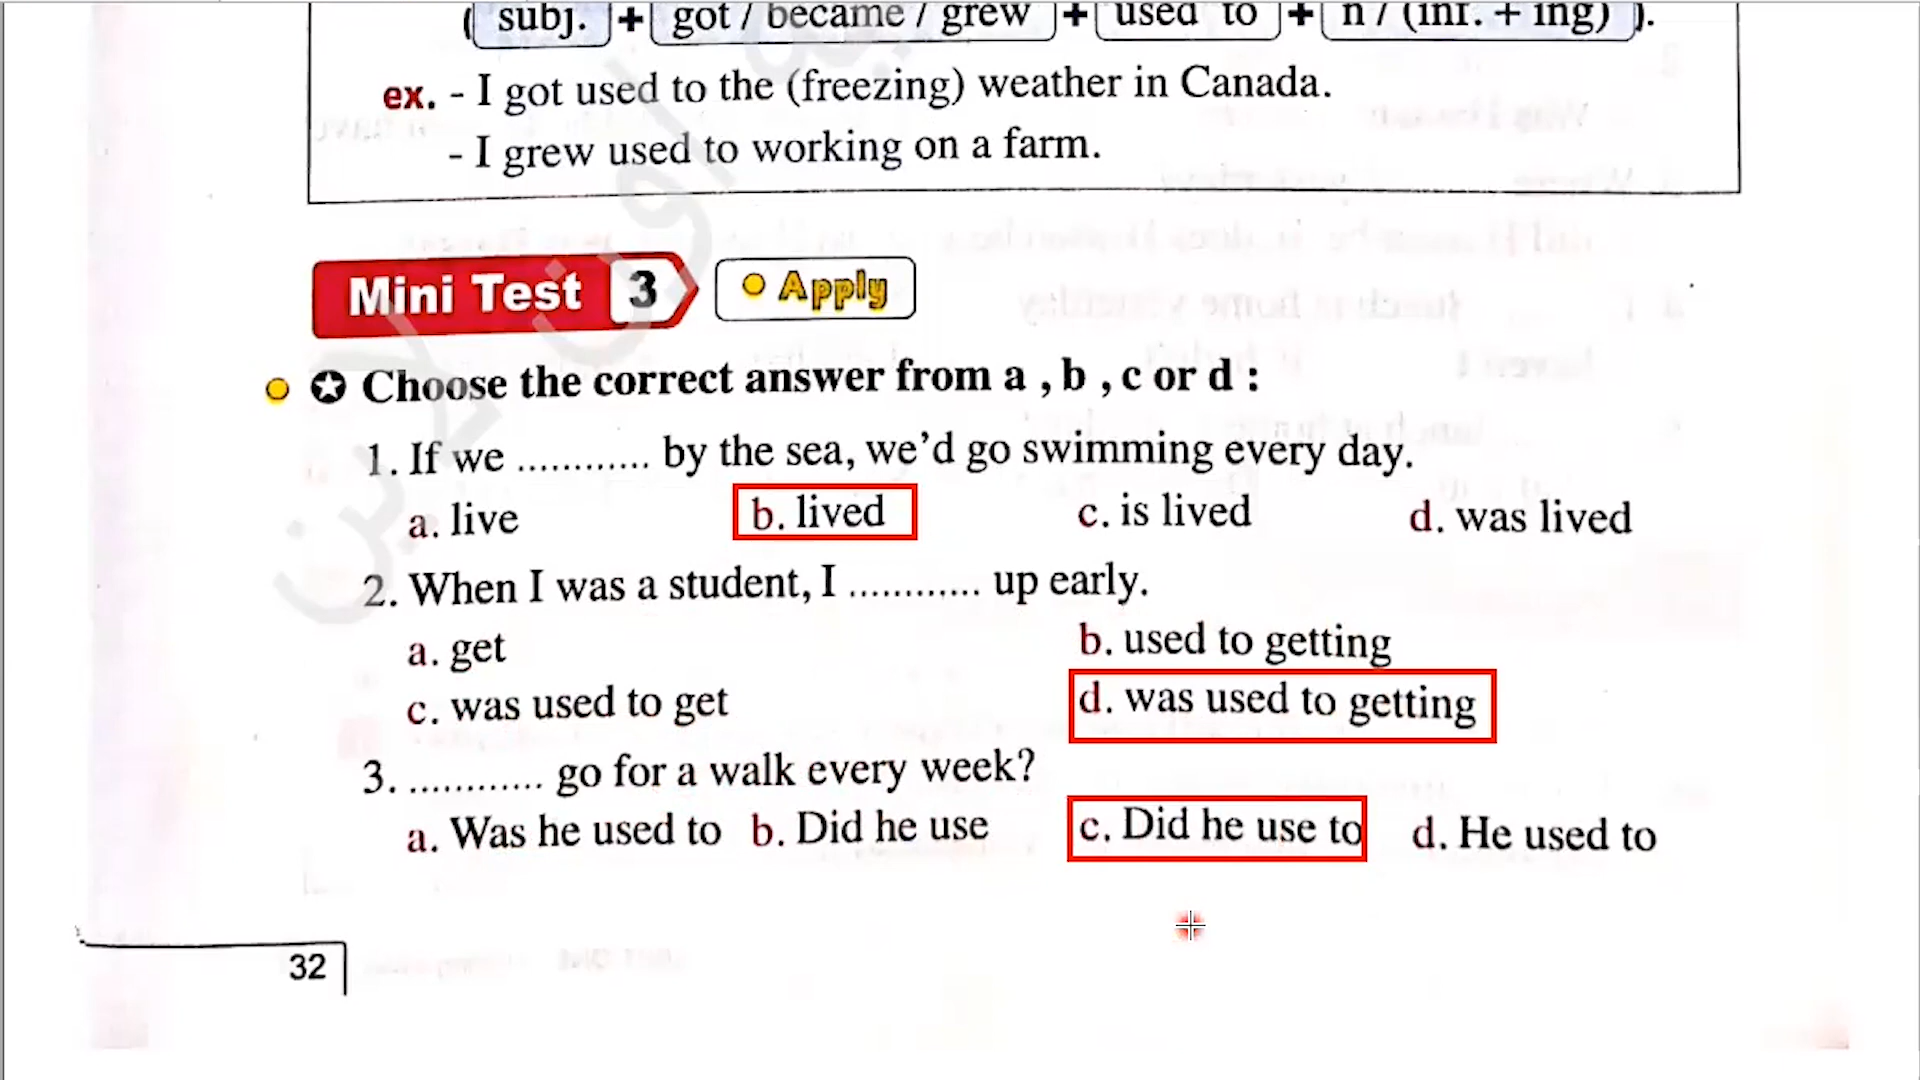 ( subj. + got / became / grew + used to + n / (inf. + ing) ).
ex. - I got used to the (freezing) weather in Canada.
- I grew used to working on a farm.
Mini Test 3 Apply
Choose the correct answer from a , b , c or d :
1. If we ............ by the sea, we’d go swimming every day.
a. live b. lived c. is lived d. was lived
2. When I was a student, I ............ up early.
a. get b. used to getting
c. was used to get d. was used to getting
3. ............ go for a walk every week?
a. Was he used to b. Did he use c. Did he use to d. He used to
32